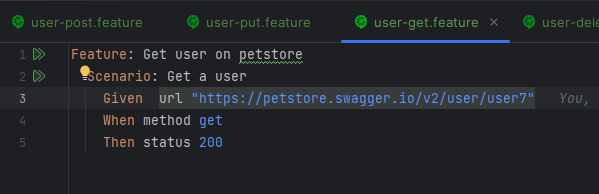 user-post.feature user-put.feature user-get.feature × user-del
1 Feature: Get user on petstore
2 Scenario: Get a user
3 Given url "https://petstore.swagger.io/v2/user/user7" You,
4 When method get
5 Then status 200